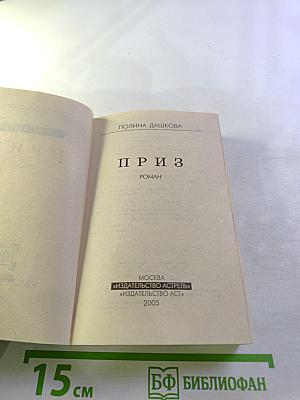 ПОЛИНА ДАШКОВА
ПРИЗ
РОМАН
МОСКВА
«ИЗДАТЕЛЬСТВО АСТРЕЛЬ»
«ИЗДАТЕЛЬСТВО АСТ»
2005
15 см
БФ БИБЛИОФАН